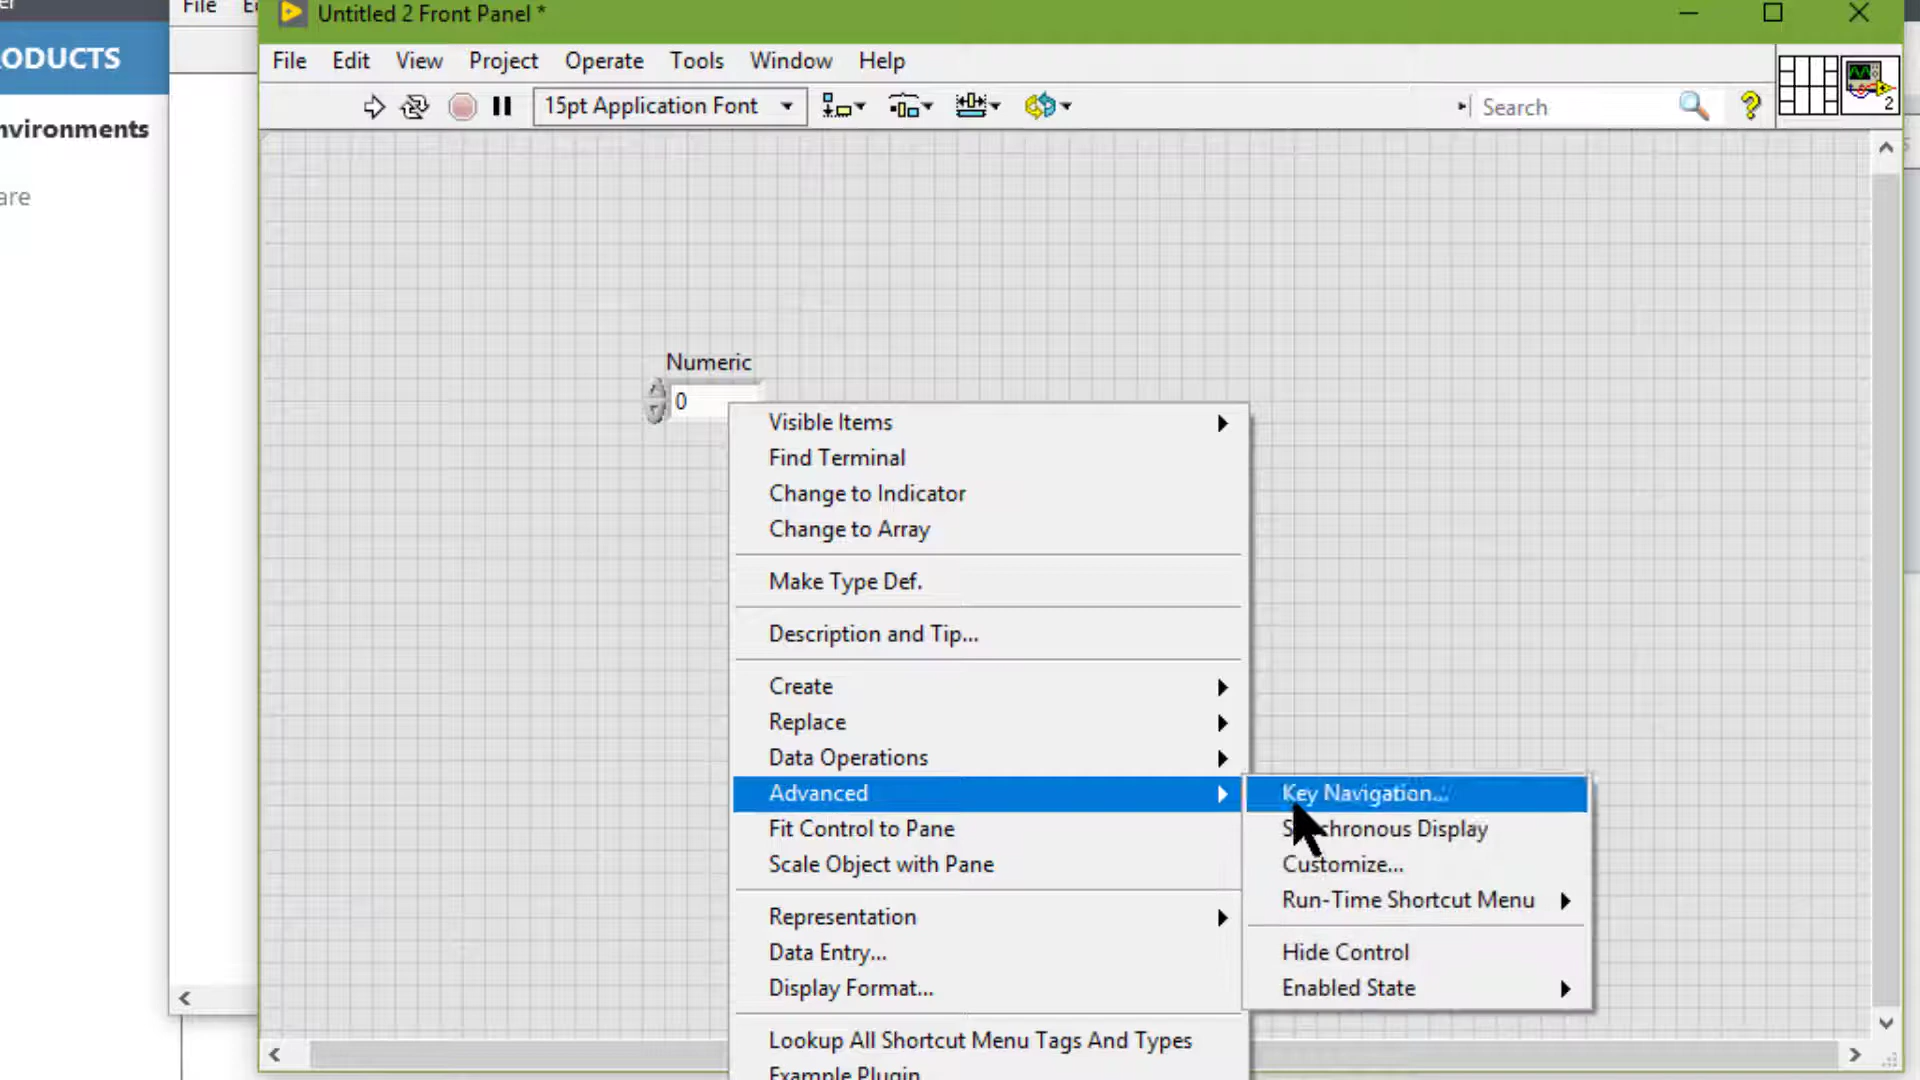 File
Untitled 2 Front Panel *
ODUCTS
File Edit View Project Operate Tools Window Help
15pt Application Font
Search
2
nvironments
are
Numeric
0
Visible Items
Find Terminal
Change to Indicator
Change to Array
Make Type Def.
Description and Tip...
Create
Replace
Data Operations
Advanced
Key Navigation...
Fit Control to Pane
Synchronous Display
Scale Object with Pane
Customize...
Run-Time Shortcut Menu
Representation
Data Entry...
Hide Control
Display Format...
Enabled State
Lookup All Shortcut Menu Tags And Types
Example Plugin